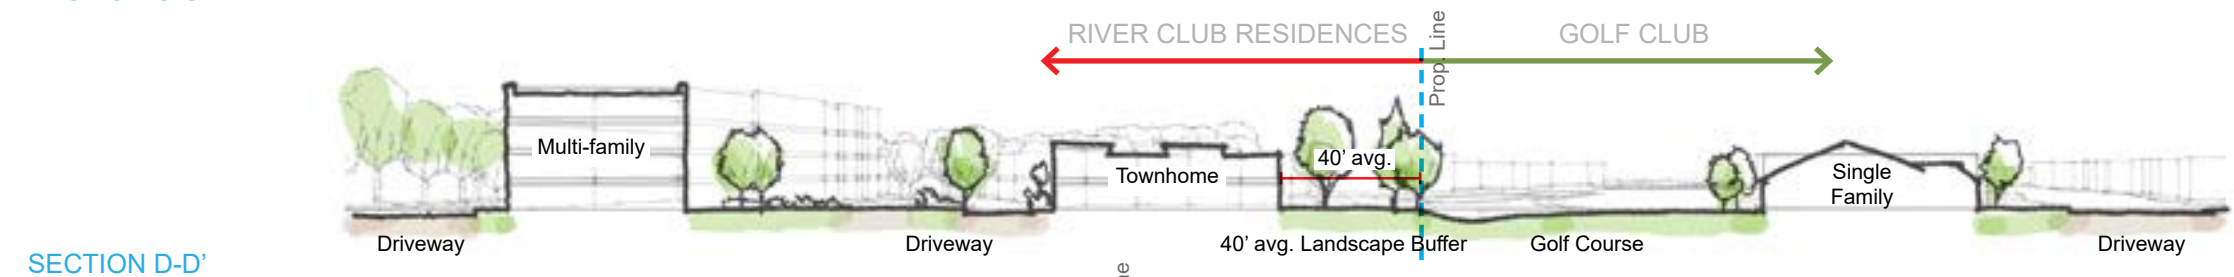 RIVER CLUB RESIDENCES
GOLF CLUB
Prop. Line
Multi-family
Townhome
40’ avg.
Single
Family
Driveway
Driveway
40’ avg. Landscape Buffer
Golf Course
Driveway
SECTION D-D’